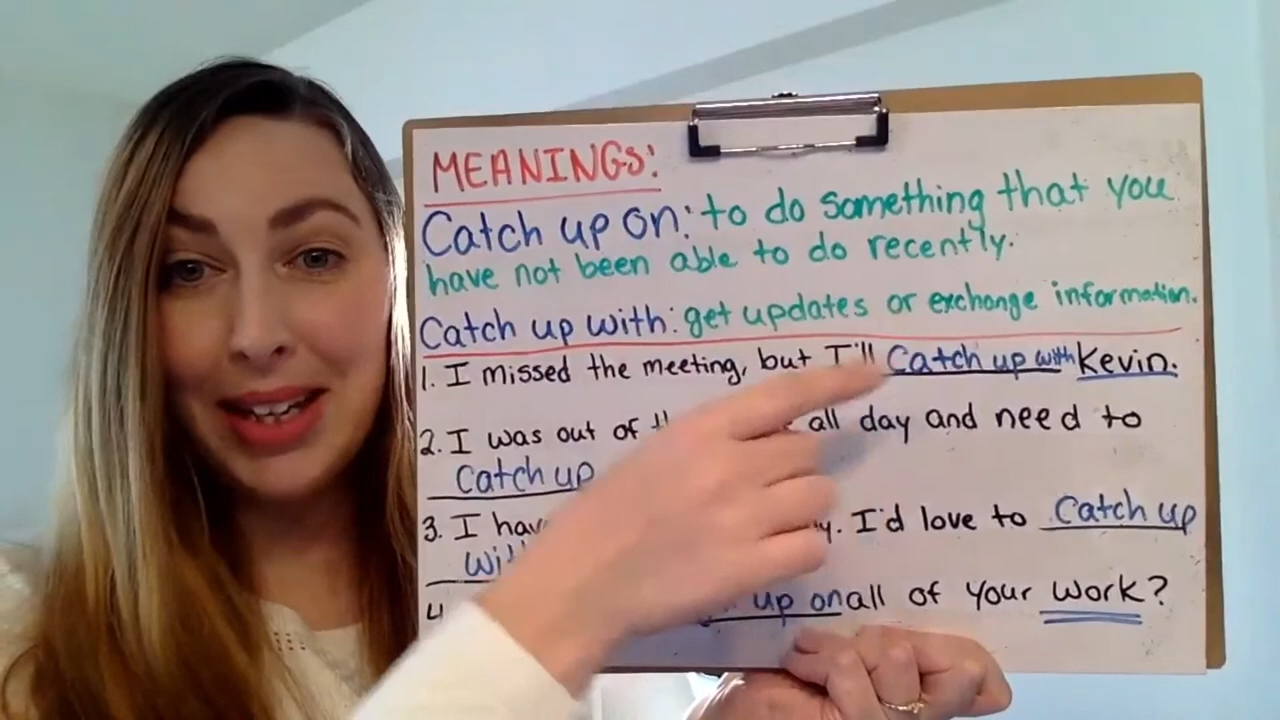 MEANINGS:
Catch up on: to do something that you
have not been able to do recently.
Catch up with: get updates or exchange information.
1. I missed the meeting, but I'll catch up with Kevin.
2. I was out of all day and need to
catch up
3. I I'd love to catch up
4. up on all of your work?